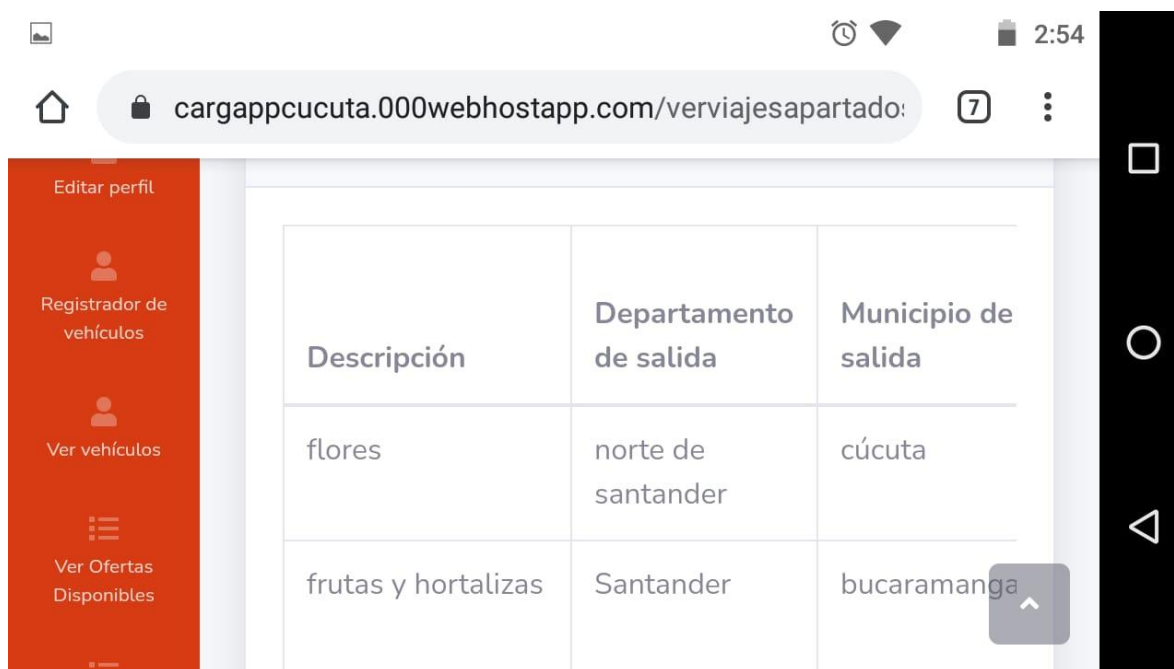 2:54
cargappcucuta.000webhostapp.com/verviajesapartado
7
Editar perfil
Registrador de
vehículos
Ver vehículos
Ver Ofertas
Disponibles
Descripción
Departamento
de salida
Municipio de
salida
flores
norte de
santander
cúcuta
frutas y hortalizas
Santander
bucaramanga